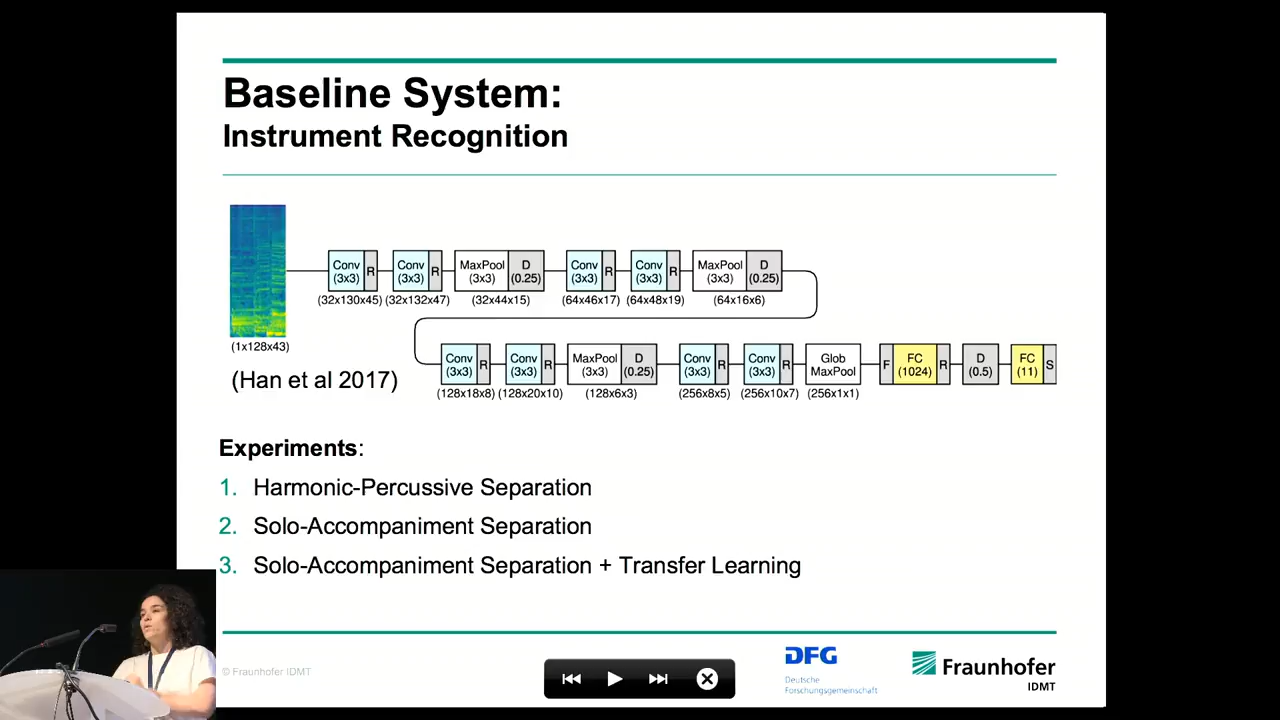 Baseline System:
Instrument Recognition
Conv (3x3) R Conv (3x3) R MaxPool (3x3) D (0.25) Conv (3x3) R Conv (3x3) R MaxPool (3x3) D (0.25)
(32x130x45) (32x132x47) (32x44x15) (64x46x17) (64x48x19) (64x16x6)
(1x128x43)
Conv (3x3) R Conv (3x3) R MaxPool (3x3) D (0.25) Conv (3x3) R Conv (3x3) R Glob MaxPool F FC (1024) R D (0.5) FC (11) S
(128x18x8) (128x20x10) (128x6x3) (256x8x5) (256x10x7) (256x1x1)
(Han et al 2017)
Experiments:
1. Harmonic-Percussive Separation
2. Solo-Accompaniment Separation
3. Solo-Accompaniment Separation + Transfer Learning
© Fraunhofer IDMT
DFG
Deutsche
Forschungsgemeinschaft
Fraunhofer
IDMT